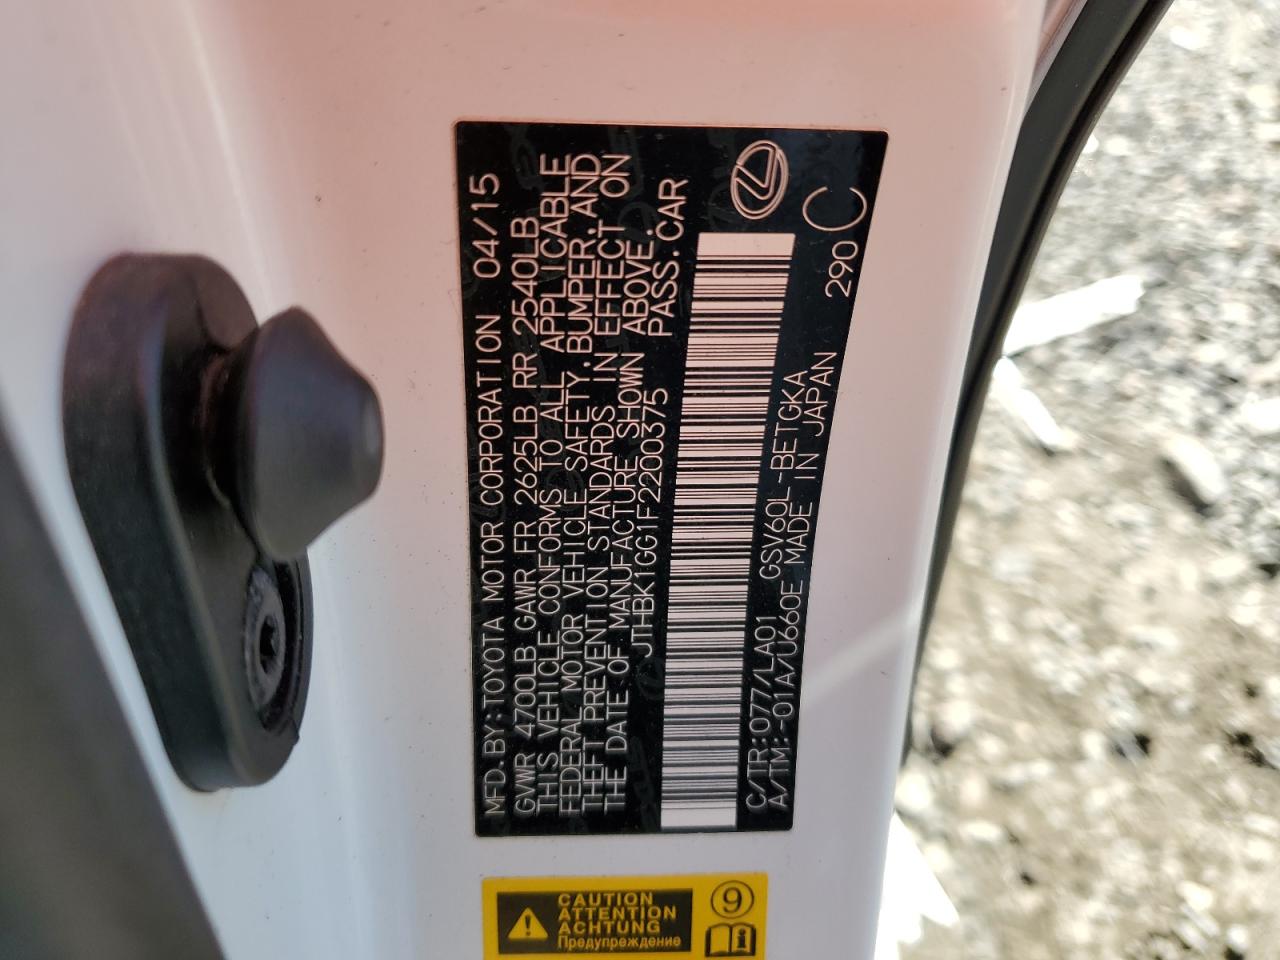 MFD.BY:TOYOTA MOTOR CORPORATION 04/15
GVWR 4700LB GAWR FR 2625LB RR 2540LB
THIS VEHICLE CONFORMS TO ALL APPLICABLE
FEDERAL MOTOR VEHICLE SAFETY, BUMPER, AND
THEFT PREVENTION STANDARDS IN EFFECT ON
THE DATE OF MANUFACTURE SHOWN ABOVE.
JTHBK1GG1F2200375 PASS.CAR
C/TR:077/LA01 GSV60L-BETGKA 290 C
A/TM:-01A/U660E MADE IN JAPAN
CAUTION
ATTENTION
ACHTUNG
Предупреждение
9